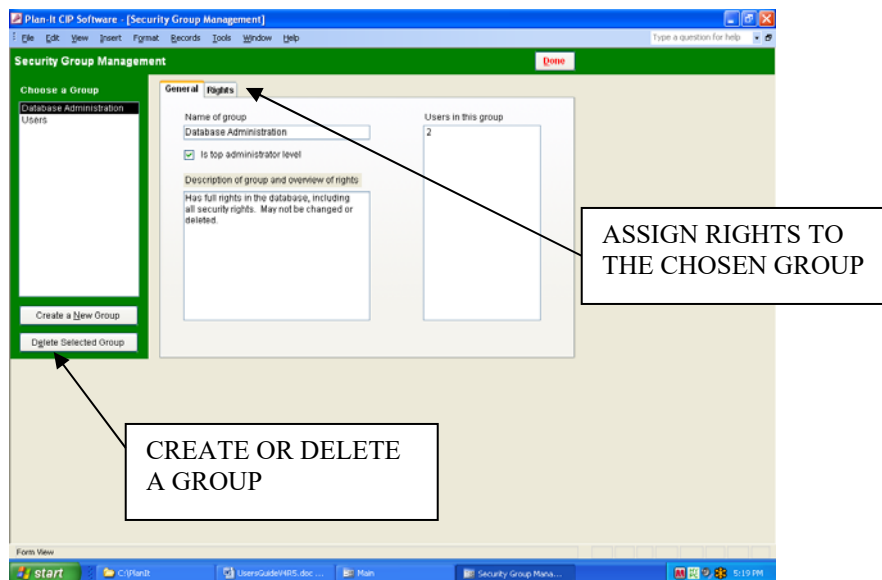 Plan-It CIP Software - [Security Group Management]
File Edit View Insert Format Records Tools Window Help Type a question for help
Security Group Management Done
Choose a Group
Database Administration
Users
Create a New Group
Delete Selected Group
General Rights
Name of group
Database Administration
Is top administrator level
Description of group and overview of rights
Has full rights in the database, including
all security rights. May not be changed or
deleted.
Users in this group
2
ASSIGN RIGHTS TO
THE CHOSEN GROUP
CREATE OR DELETE
A GROUP
Form View
start C:\PlanIt UsersGuideV4R5.doc ... Main Security Group Mana... 5:19 PM